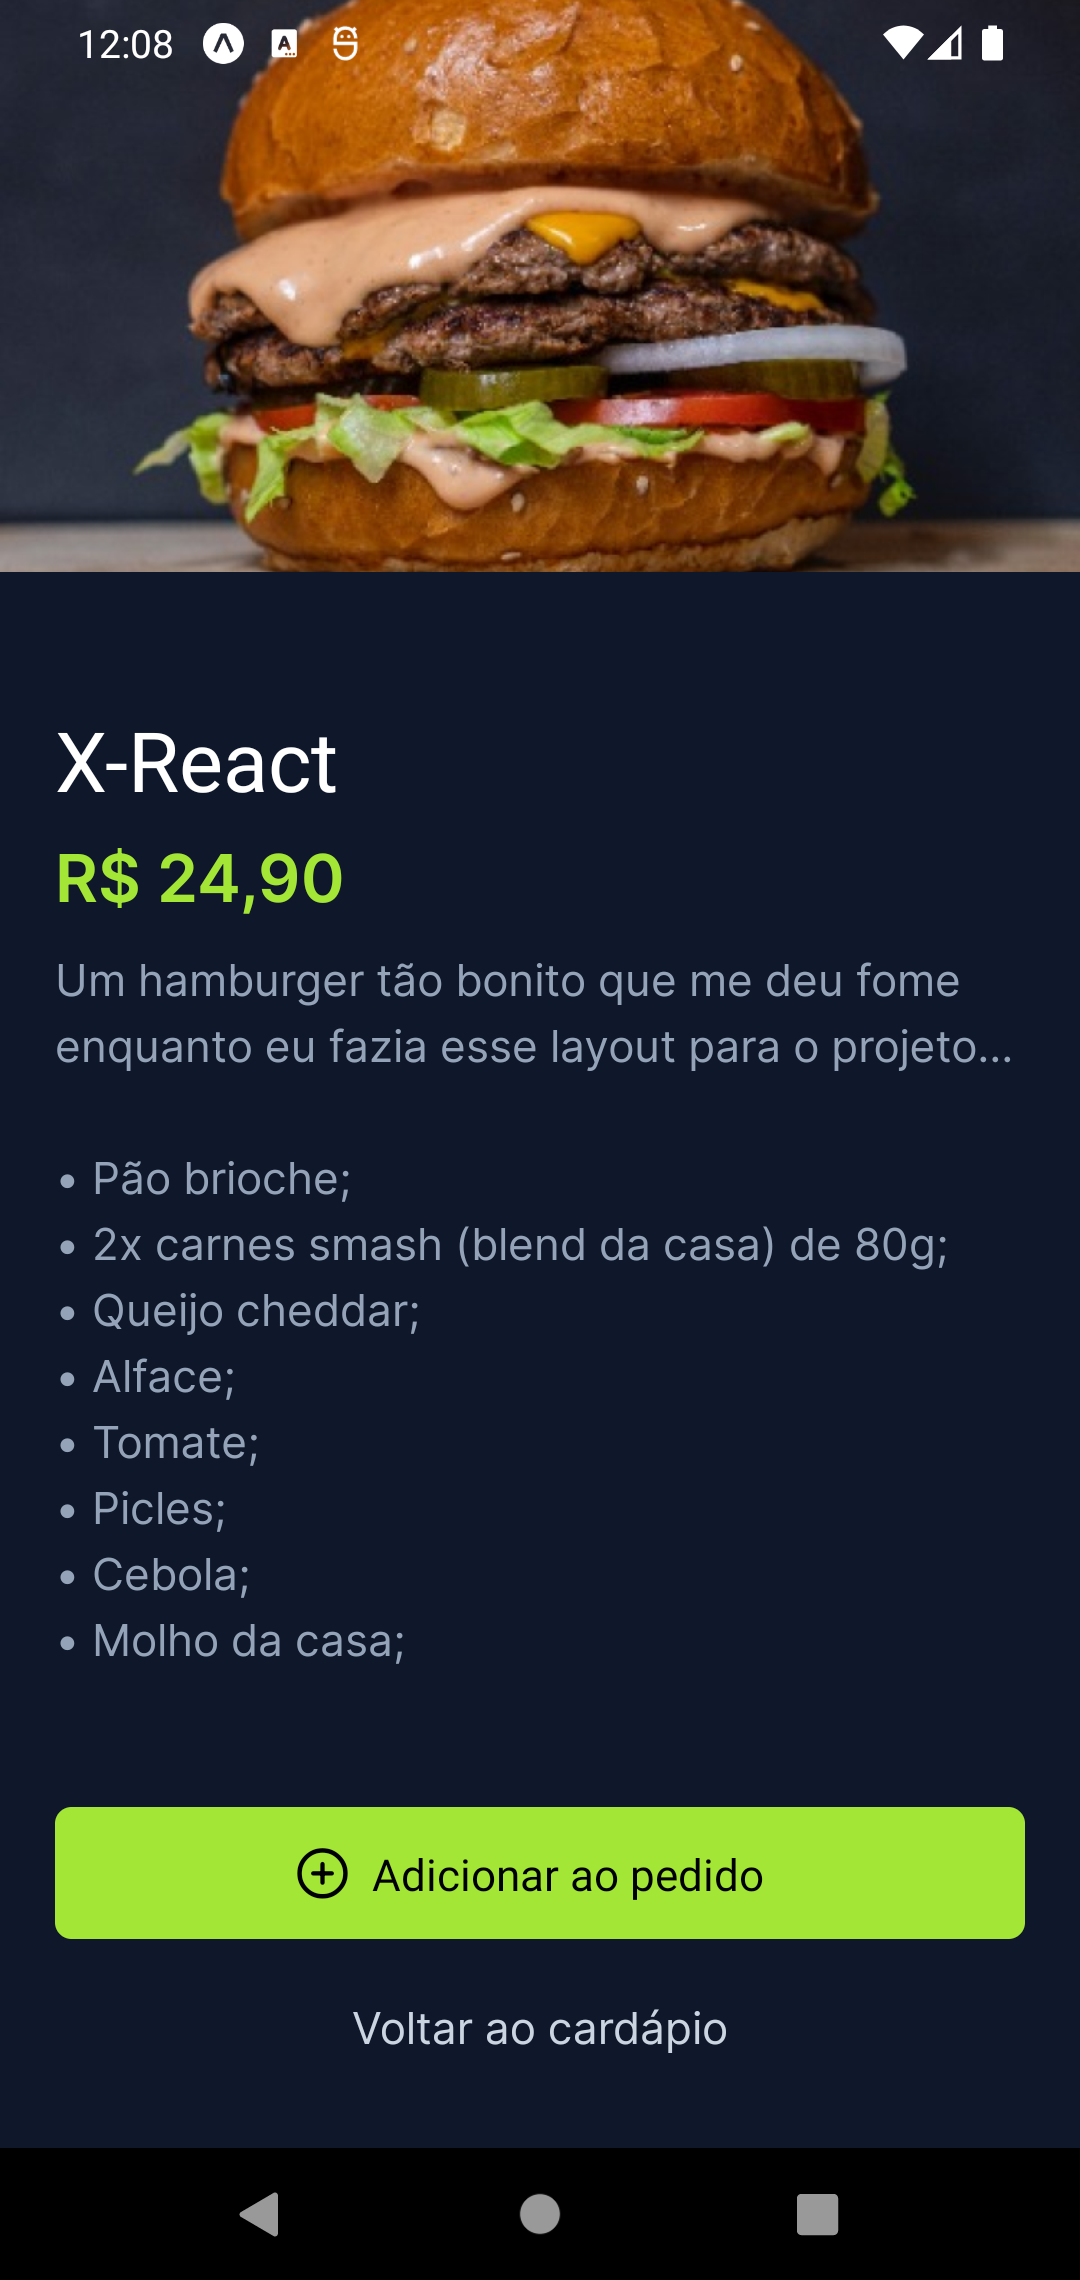 12:08
X-React
R$ 24,90
Um hamburger tão bonito que me deu fome
enquanto eu fazia esse layout para o projeto...
• Pão brioche;
• 2x carnes smash (blend da casa) de 80g;
• Queijo cheddar;
• Alface;
• Tomate;
• Picles;
• Cebola;
• Molho da casa;
Adicionar ao pedido
Voltar ao cardápio